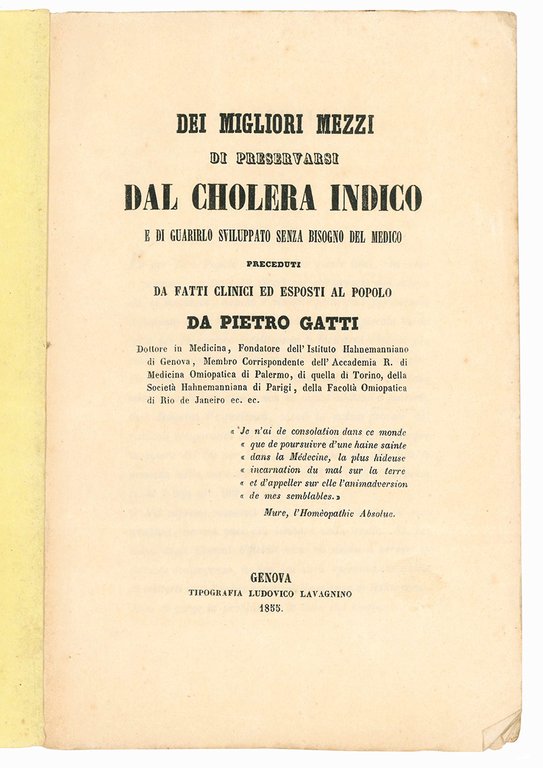 DEI MIGLIORI MEZZI
DI PRESERVARSI
DAL CHOLERA INDICO
E DI GUARIRLO SVILUPPATO SENZA BISOGNO DEL MEDICO
PRECEDUTI
DA FATTI CLINICI ED ESPOSTI AL POPOLO
DA PIETRO GATTI
Dottore in Medicina, Fondatore dell'Istituto Hahnemanniano
di Genova, Membro Corrispondente dell'Accademia R. di
Medicina Omiopatica di Palermo, di quella di Torino, della
Società Hahnemanniana di Parigi, della Facoltà Omiopatica
di Rio de Janeiro ec. ec.
« Je n'ai de consolation dans ce monde
« que de poursuivre d'une haine sainte
« dans la Médecine, la plus hideuse
« incarnation du mal sur la terre
« et d'appeller sur elle l'animadversion
« de mes semblables.»
Mure, l'Homèopathie Absolue.
GENOVA
TIPOGRAFIA LUDOVICO LAVAGNINO
1855.